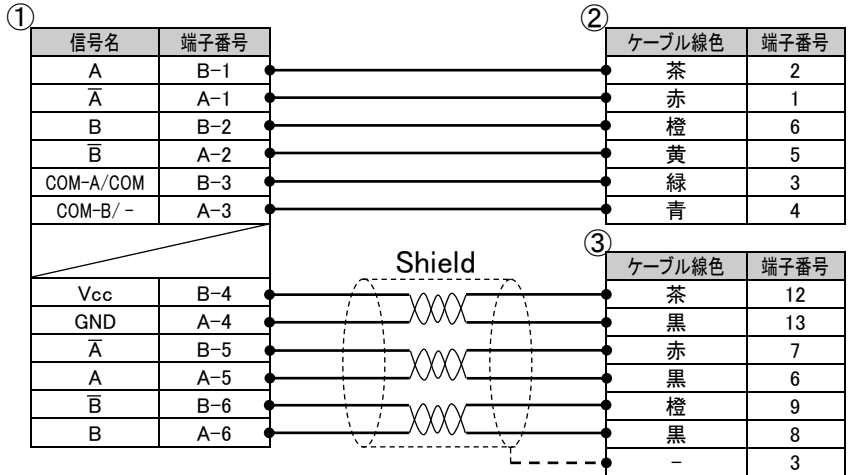 ①
信号名 端子番号
A B-1
A̅ A-1
B B-2
B̅ A-2
COM-A/COM B-3
COM-B/- A-3
Vcc B-4
GND A-4
A̅ B-5
A A-5
B̅ B-6
B A-6
Shield
②
ケーブル線色 端子番号
茶 2
赤 1
橙 6
黄 5
緑 3
青 4
③
ケーブル線色 端子番号
茶 12
黒 13
赤 7
黒 6
橙 9
黒 8
- 3